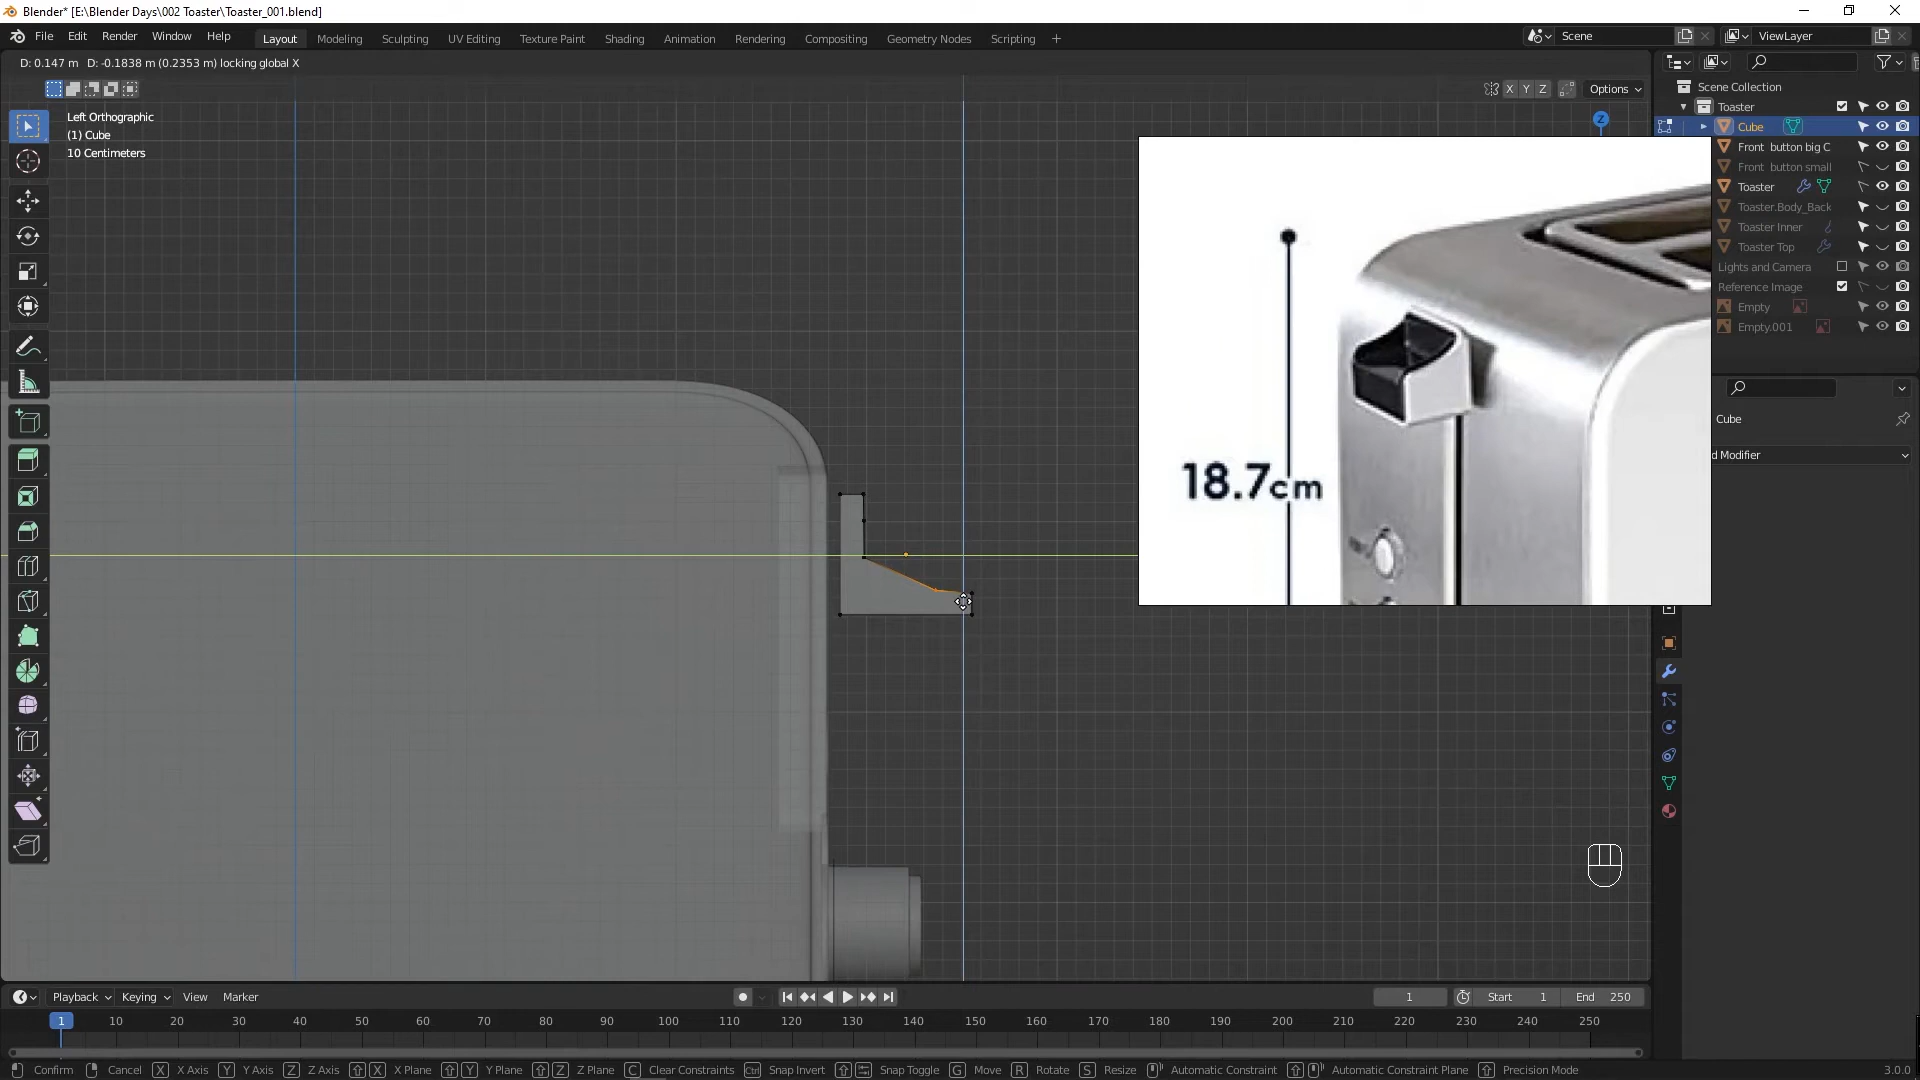 Blender* [E:\Blender Days\002 Toaster\Toaster_001.blend]
File Edit Render Window Help Layout Modeling Sculpting UV Editing Texture Paint Shading Animation Rendering Compositing Geometry Nodes Scripting + Scene ViewLayer
D: 0.147 m D: -0.1838 m (0.2353 m) locking global X
X Y Z Options
Scene Collection
Left Orthographic
(1) Cube
10 Centimeters
Z
Toaster
Cube
Front button big C
Front button small
Toaster
Toaster.Body_Back
Toaster Inner
Toaster Top
Lights and Camera
Reference Image
Empty
Empty.001
Cube
d Modifier
18.7cm
Playback Keying View Marker 1 Start 1 End 250
1 10 20 30 40 50 60 70 80 90 100 110 120 130 140 150 160 170 180 190 200 210 220 230 240 250
Confirm Cancel X X Axis Y Y Axis Z Z Axis X X Plane Y Y Plane Z Z Plane C Clear Constraints Ctrl Snap Invert Snap Toggle G Move R Rotate S Resize Automatic Constraint Automatic Constraint Plane Precision Mode 3.0.0